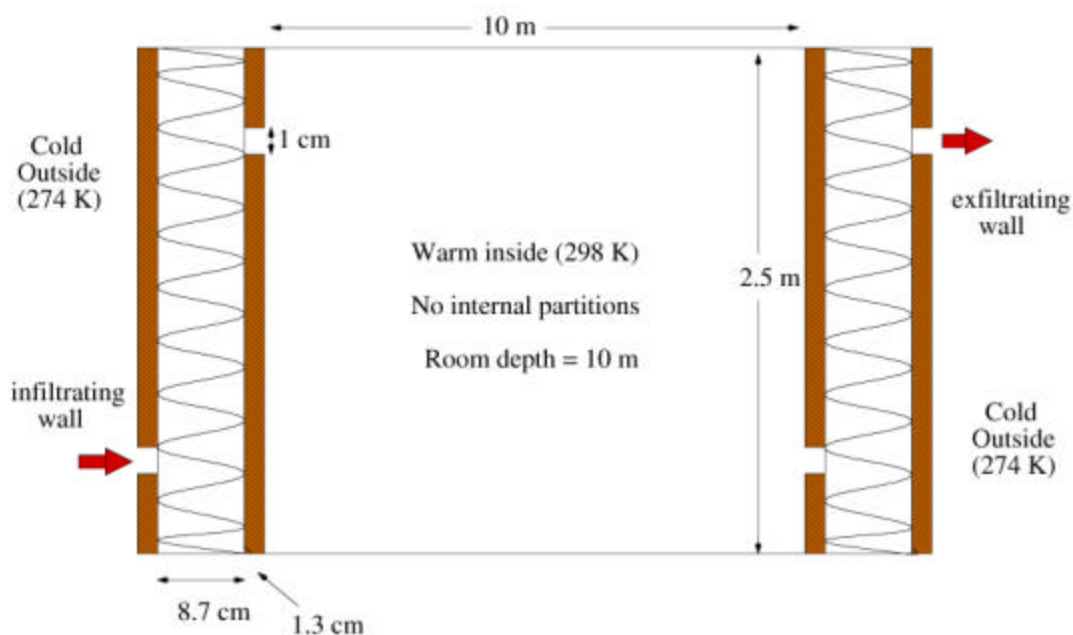 10 m
1 cm
Cold
Outside
(274 K)
exfiltrating
wall
Warm inside (298 K)
2.5 m
No internal partitions
Room depth = 10 m
infiltrating
wall
Cold
Outside
(274 K)
8.7 cm
1.3 cm